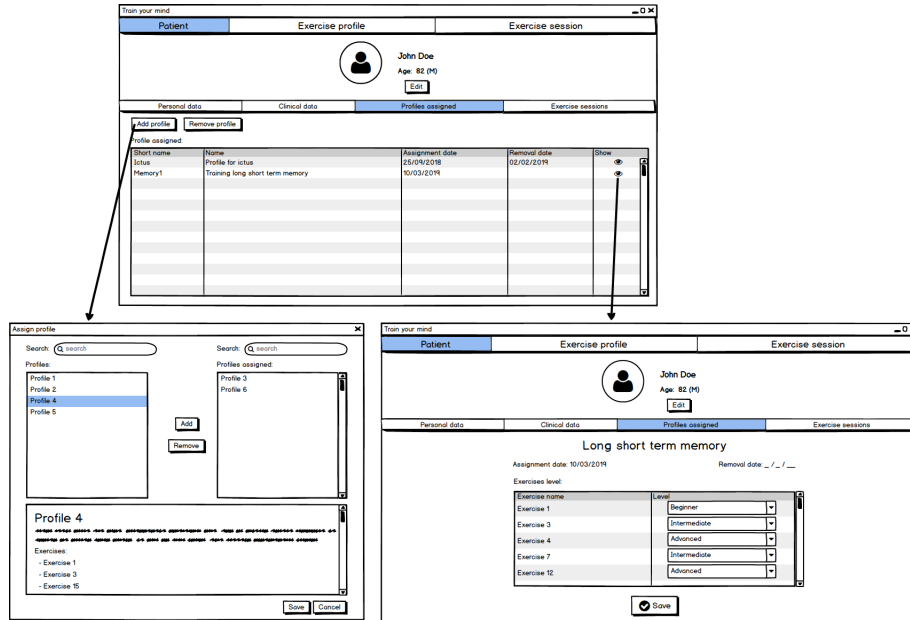 Train your mind
Patient Exercise profile Exercise session
John Doe
Age: 82 (M)
Edit
Personal data Clinical data Profiles assigned Exercise sessions
Add profile Remove profile
Profile assigned:
Short name Name Assignment date Removal date Show
Ictus Profile for ictus 25/09/2018 02/02/2019
Memory1 Training long short term memory 10/03/2019
Assign profile
Search: search Search: search
Profiles: Profiles assigned:
Profile 1 Profile 3
Profile 2 Profile 6
Profile 4
Profile 5
Add
Remove
Profile 4
Exercises:
- Exercise 1
- Exercise 3
- Exercise 15
Save Cancel
Train your mind
Patient Exercise profile Exercise session
John Doe
Age: 82 (M)
Edit
Personal data Clinical data Profiles assigned Exercise sessions
Long short term memory
Assignment date: 10/03/2019 Removal date: _ /_ /__
Exercises level:
Exercise name Level
Exercise 1 Beginner
Exercise 3 Intermediate
Exercise 4 Advanced
Exercise 7 Intermediate
Exercise 12 Advanced
Save